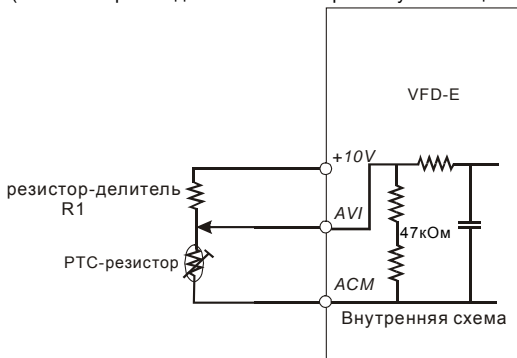 VFD-E
+10V
резистор-делитель
R1
AVI
47кОм
PTC-резистор
ACM
Внутренняя схема